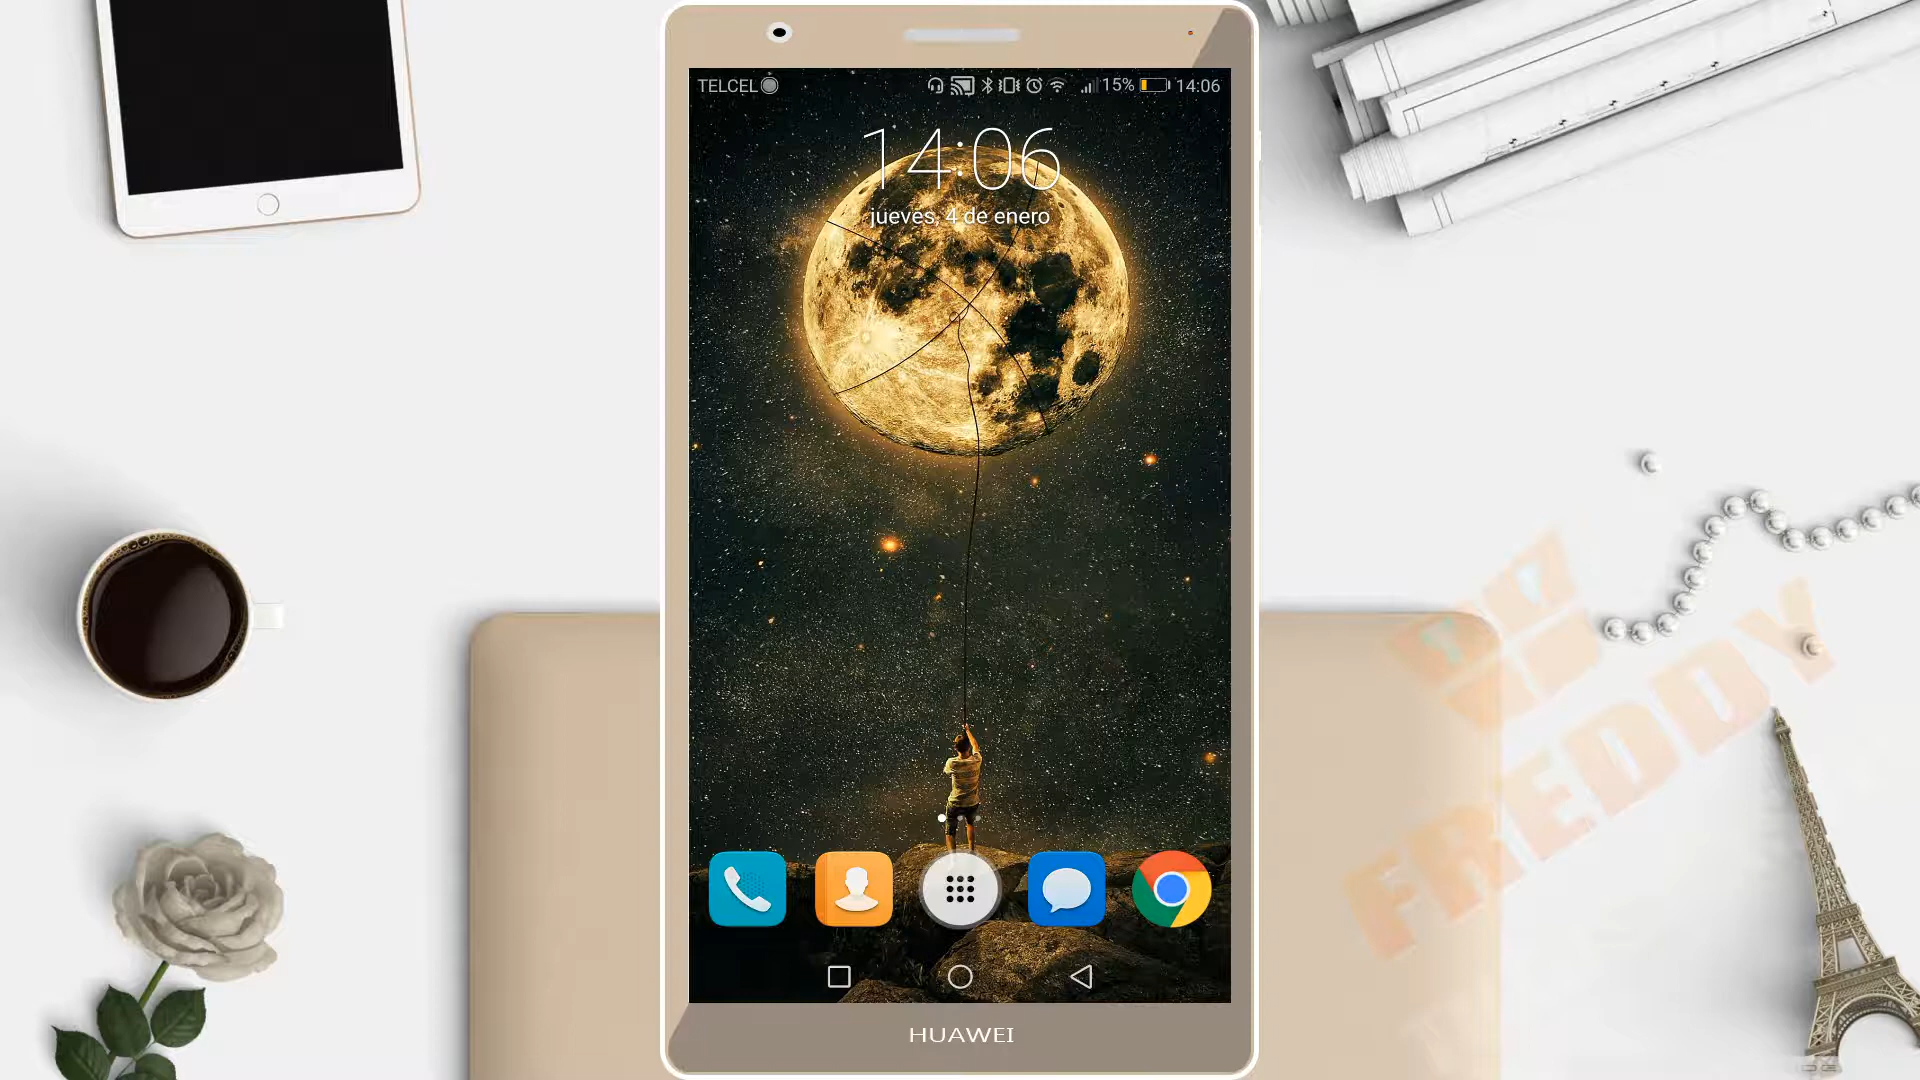 TELCEL 15% 14:06
14:06
jueves, 4 de enero
HUAWEI
FREDDY